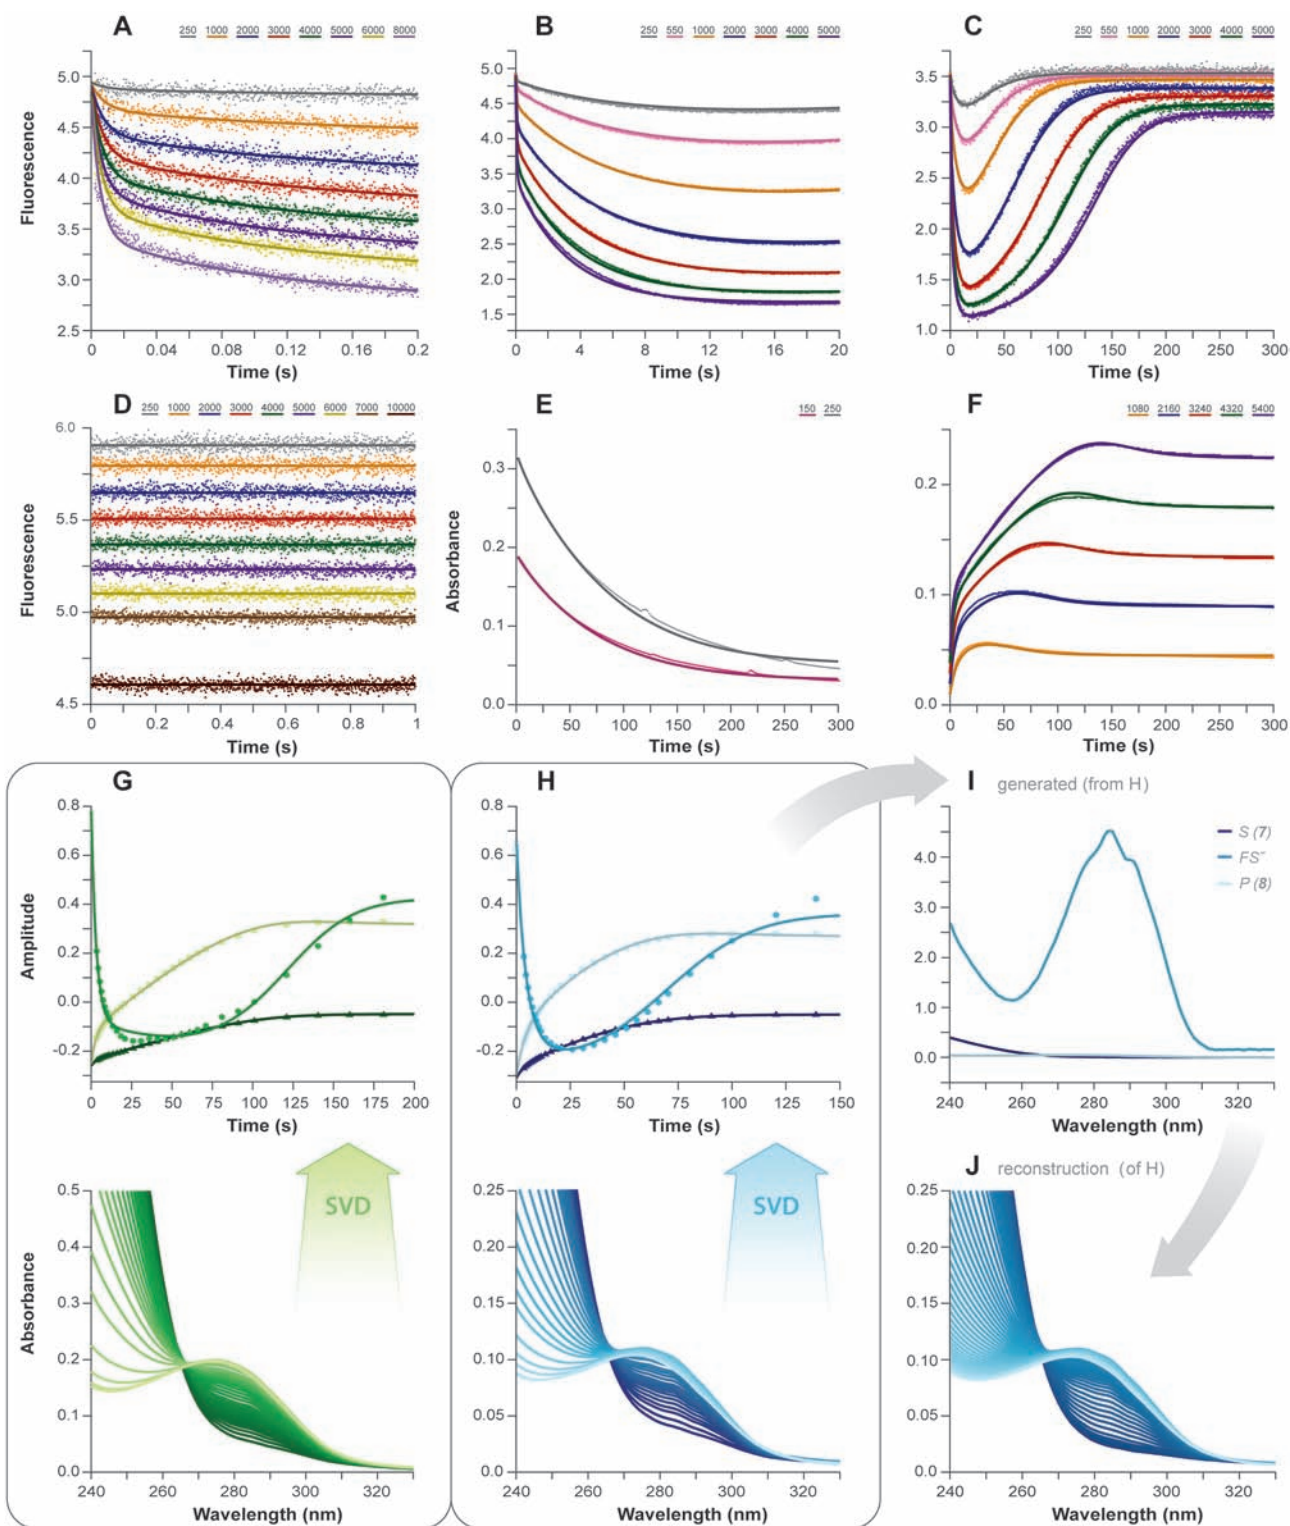 A
250 1000 2000 3000 4000 5000 6000 8000
Fluorescence
5.0
4.5
4.0
3.5
3.0
2.5
0 0.04 0.08 0.12 0.16 0.2
Time (s)
B
250 550 1000 2000 3000 4000 5000
5.0
4.5
4.0
3.5
3.0
2.5
2.0
1.5
0 4 8 12 16 20
Time (s)
C
250 550 1000 2000 3000 4000 5000
3.5
3.0
2.5
2.0
1.5
1.0
0 50 100 150 200 250 300
Time (s)
D
250 1000 2000 3000 4000 5000 6000 7000 10000
Fluorescence
6.0
5.5
5.0
4.5
0 0.2 0.4 0.6 0.8 1
Time (s)
E
150 250
Absorbance
0.3
0.2
0.1
0.0
0 50 100 150 200 250 300
Time (s)
F
1080 2160 3240 4320 5400
0.2
0.1
0.0
0 50 100 150 200 250 300
Time (s)
G
Amplitude
0.8
0.6
0.4
0.2
0.0
-0.2
0 25 50 75 100 125 150 175 200
Time (s)
SVD
Absorbance
0.5
0.4
0.3
0.2
0.1
0.0
240 260 280 300 320
Wavelength (nm)
H
0.8
0.6
0.4
0.2
0.0
-0.2
0 25 50 75 100 125 150
Time (s)
SVD
0.25
0.20
0.15
0.10
0.05
0.00
240 260 280 300 320
Wavelength (nm)
I generated (from H)
S (7)
FS"
P (8)
4.0
3.0
2.0
1.0
0.0
240 260 280 300 320
Wavelength (nm)
J reconstruction (of H)
0.25
0.20
0.15
0.10
0.05
0.00
240 260 280 300 320
Wavelength (nm)